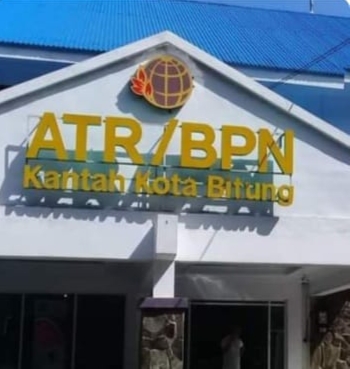 ATR/BPN
Kantah Kota Bitung